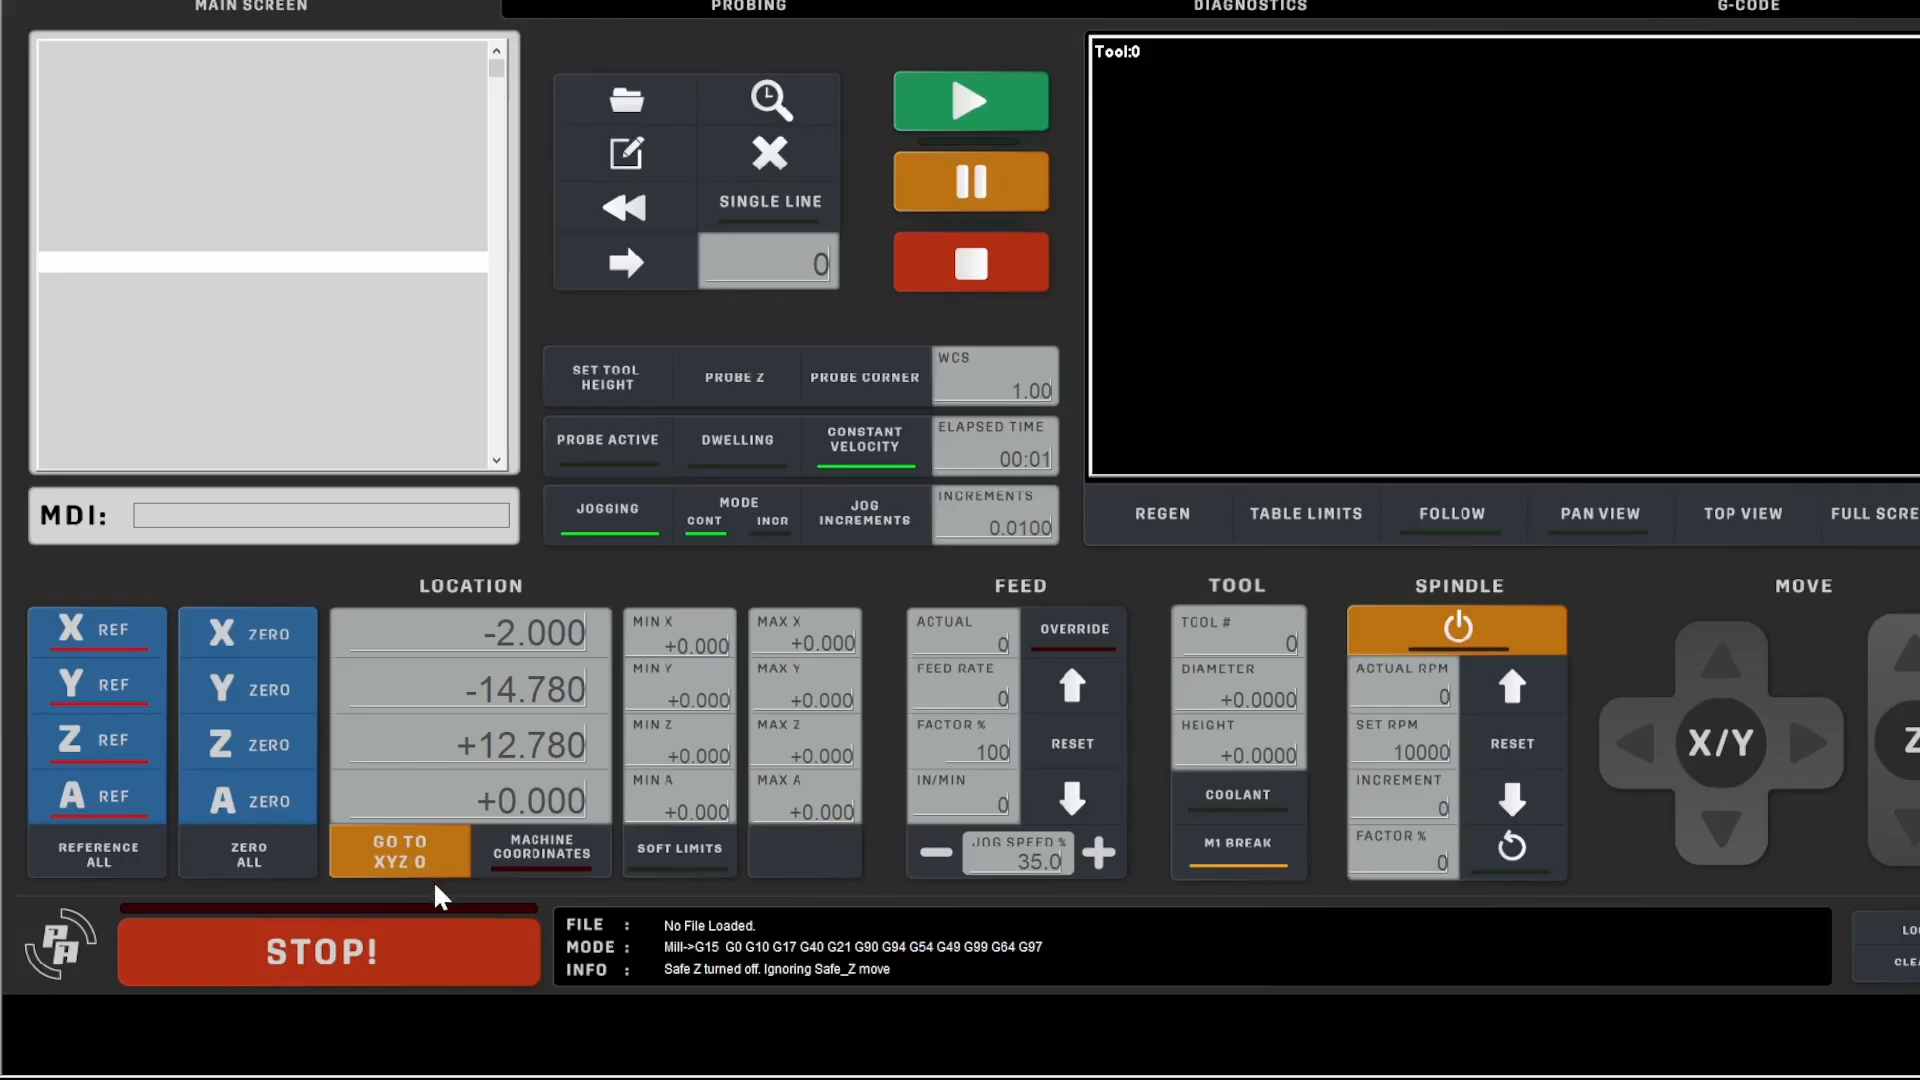 MAIN SCREEN
PROBING
DIAGNOSTICS
G-CODE
Tool:0
SINGLE LINE
0
SET TOOL HEIGHT
PROBE Z
PROBE CORNER
WCS
1.00
PROBE ACTIVE
DWELLING
CONSTANT VELOCITY
ELAPSED TIME
00:01
MDI:
JOGGING
MODE
CONT
INCR
JOG INCREMENTS
INCREMENTS
0.0100
REGEN
TABLE LIMITS
FOLLOW
PAN VIEW
TOP VIEW
FULL SCRE
LOCATION
FEED
TOOL
SPINDLE
MOVE
X REF
Y REF
Z REF
A REF
REFERENCE ALL
X ZERO
Y ZERO
Z ZERO
A ZERO
ZERO ALL
-2.000
-14.780
+12.780
+0.000
GO TO XYZ 0
MACHINE COORDINATES
MIN X
+0.000
MIN Y
+0.000
MIN Z
+0.000
MIN A
+0.000
SOFT LIMITS
MAX X
+0.000
MAX Y
+0.000
MAX Z
+0.000
MAX A
+0.000
ACTUAL
0
FEED RATE
0
FACTOR %
100
IN/MIN
0
OVERRIDE
RESET
JOG SPEED %
35.0
TOOL #
0
DIAMETER
+0.0000
HEIGHT
+0.0000
COOLANT
M1 BREAK
ACTUAL RPM
0
SET RPM
10000
INCREMENT
0
FACTOR %
0
RESET
X/Y
Z
PA
STOP!
FILE : No File Loaded.
MODE : Mill->G15 G0 G10 G17 G40 G21 G90 G94 G54 G49 G99 G64 G97
INFO : Safe Z turned off. Ignoring Safe_Z move
LO
CLEA